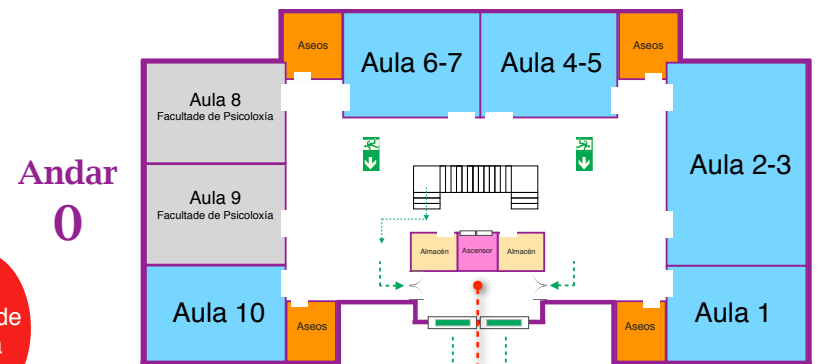 Aseos
Aula 6-7
Aula 4-5
Aseos
Aula 8
Facultade de Psicoloxía
Aula 2-3
Andar
0
Aula 9
Facultade de Psicoloxía
Almacén
Ascensor
Almacén
Aula 10
Aseos
Aseos
Aula 1
de